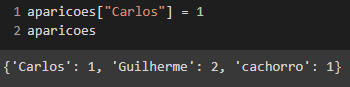 1 aparicoes["Carlos"] = 1
2 aparicoes
{'Carlos': 1, 'Guilherme': 2, 'cachorro': 1}